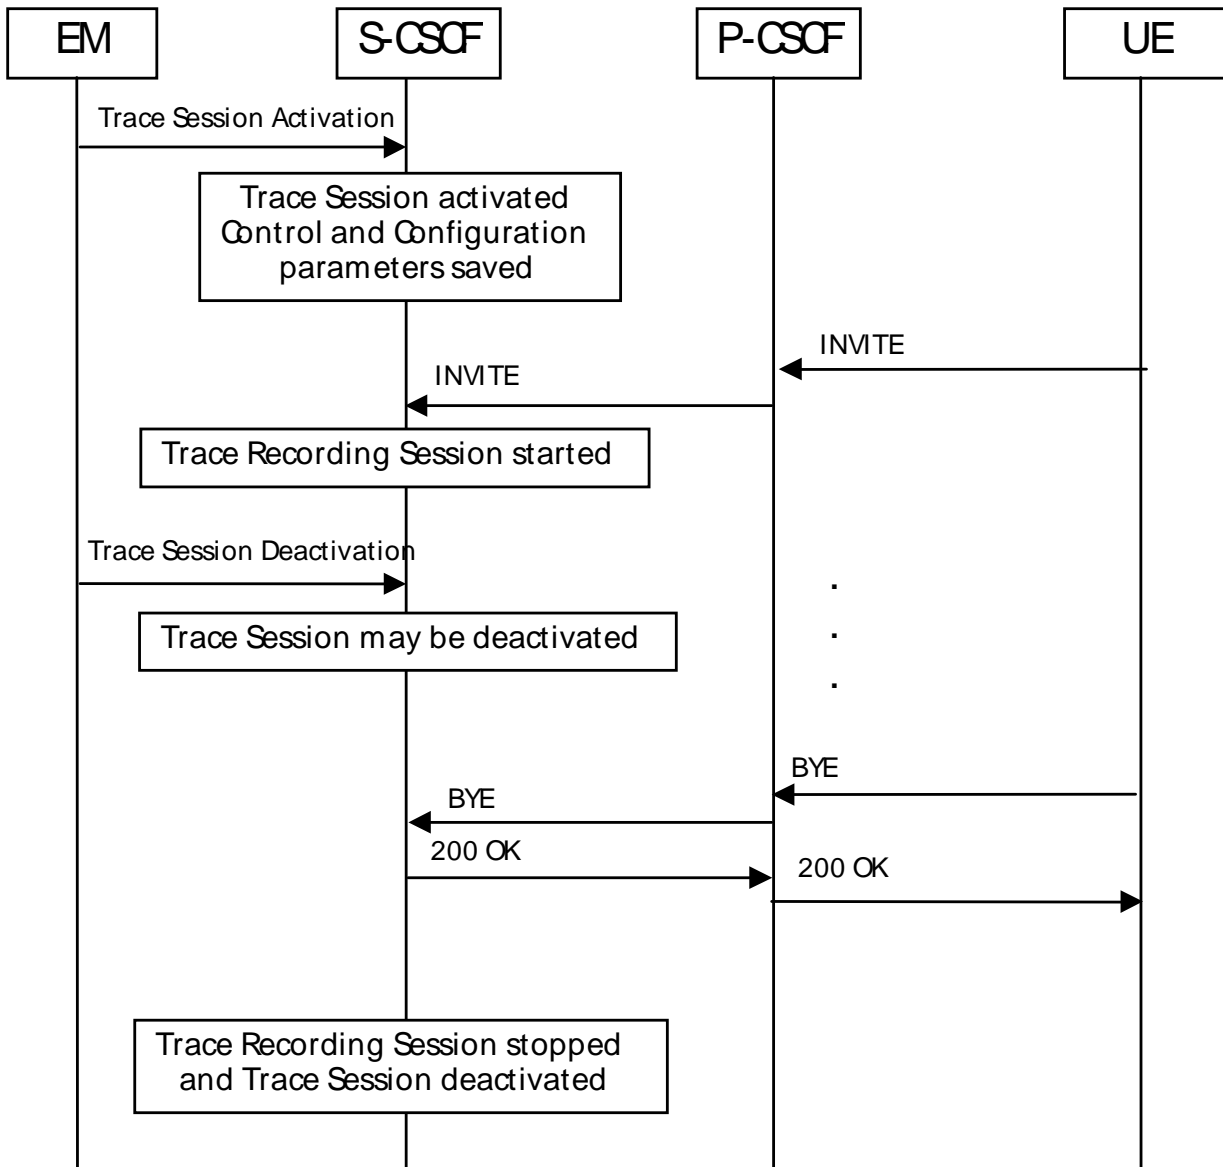 EM
S-CSCF
P-CSCF
UE
Trace Session Activation
Trace Session activated
Control and Configuration
parameters saved
INVITE
INVITE
Trace Recording Session started
Trace Session Deactivation
Trace Session may be deactivated
.
.
.
BYE
BYE
200 OK
200 OK
Trace Recording Session stopped
and Trace Session deactivated